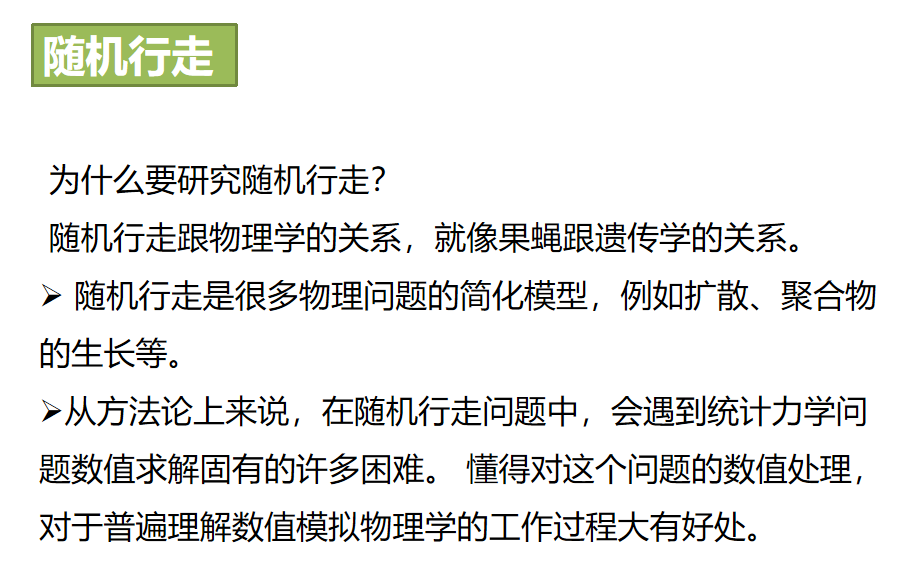 随机行走
为什么要研究随机行走？
随机行走跟物理学的关系，就像果蝇跟遗传学的关系。
➢ 随机行走是很多物理问题的简化模型，例如扩散、聚合物
的生长等。
➢从方法论上来说，在随机行走问题中，会遇到统计力学问
题数值求解固有的许多困难。 懂得对这个问题的数值处理，
对于普遍理解数值模拟物理学的工作过程大有好处。